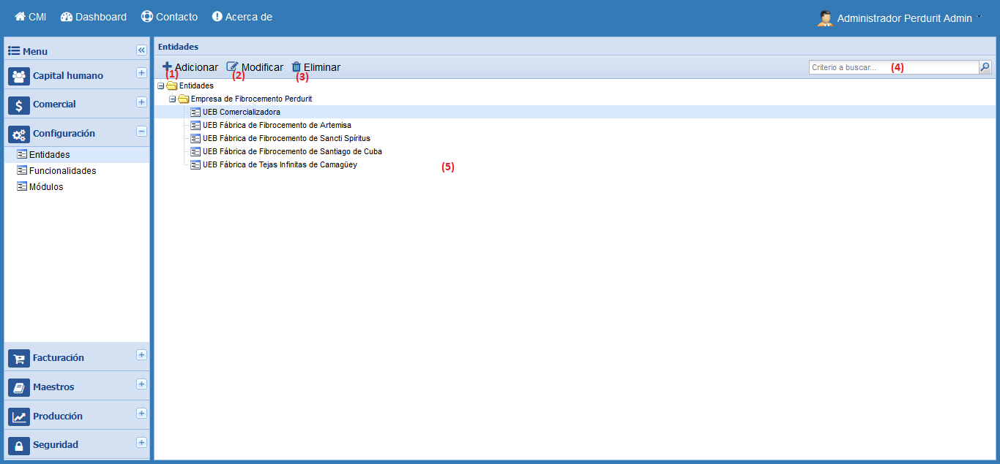 CMI Dashboard Contacto Acerca de Administrador Perdurit Admin
Menu
Capital humano
Comercial
Configuración
Entidades
Funcionalidades
Módulos
Facturación
Maestros
Producción
Seguridad
Entidades
Adicionar Modificar Eliminar Criterio a buscar... (4)
(1) (2) (3)
Entidades
Empresa de Fibrocemento Perdurit
UEB Comercializadora
UEB Fábrica de Fibrocemento de Artemisa
UEB Fábrica de Fibrocemento de Sancti Spíritus
UEB Fábrica de Fibrocemento de Santiago de Cuba
UEB Fábrica de Tejas Infinitas de Camagüey (5)